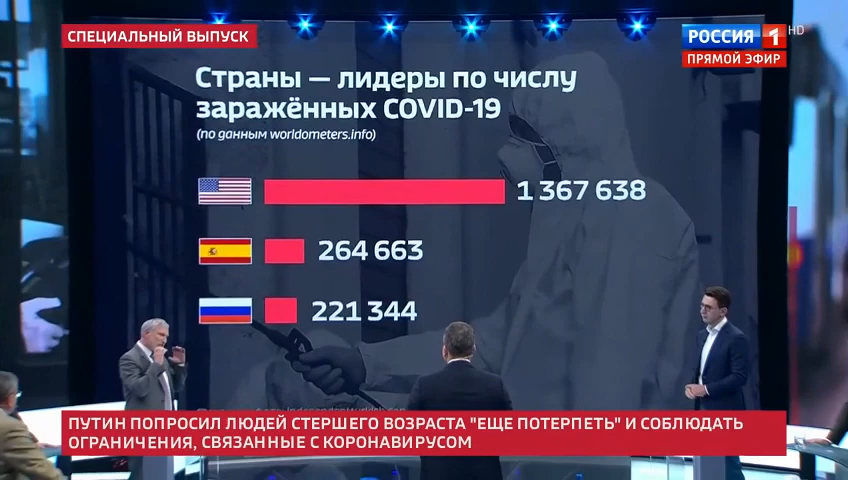 СПЕЦИАЛЬНЫЙ ВЫПУСК
РОССИЯ 1 HD
ПРЯМОЙ ЭФИР
Страны — лидеры по числу
заражённых COVID-19
(по данным worldometers.info)
1 367 638
264 663
221 344
ПУТИН ПОПРОСИЛ ЛЮДЕЙ СТЕРШЕГО ВОЗРАСТА "ЕЩЕ ПОТЕРПЕТЬ" И СОБЛЮДАТЬ
ОГРАНИЧЕНИЯ, СВЯЗАННЫЕ С КОРОНАВИРУСОМ